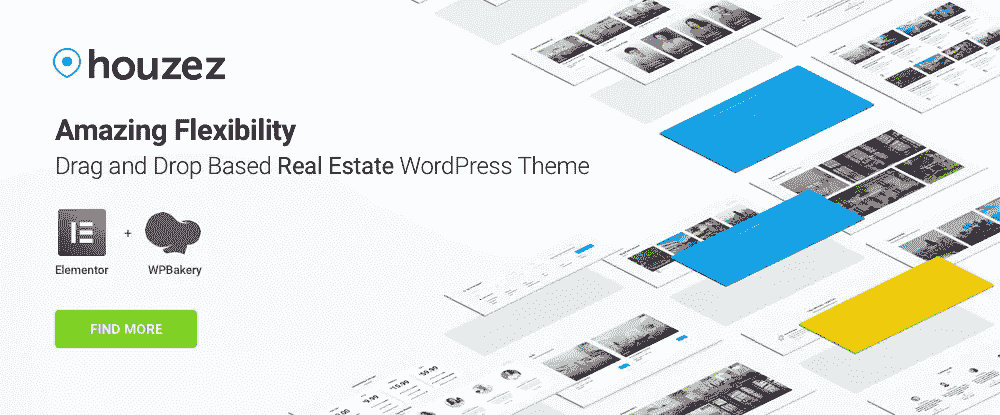 houzez
Amazing Flexibility
Drag and Drop Based Real Estate WordPress Theme
+
Elementor
WPBakery
FIND MORE